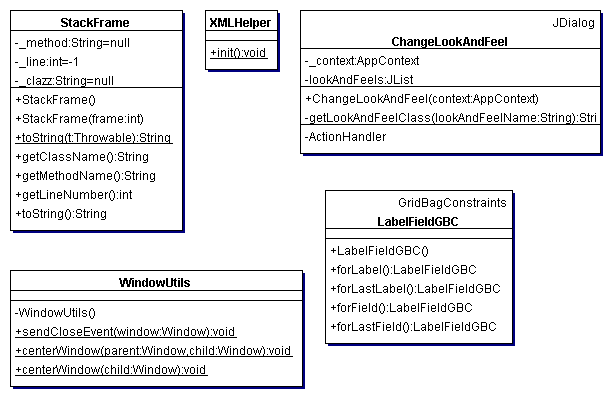 StackFrame
-_method:String=null
-_line:int=-1
-_clazz:String=null
+StackFrame()
+StackFrame(frame:int)
+toString(t:Throwable):String
+getClassName():String
+getMethodName():String
+getLineNumber():int
+toString():String
XMLHelper
+init():void
JDialog
ChangeLookAndFeel
-_context:AppContext
-lookAndFeels:JList
+ChangeLookAndFeel(context:AppContext)
-getLookAndFeelClass(lookAndFeelName:String):Stri
-ActionHandler
GridBagConstraints
LabelFieldGBC
+LabelFieldGBC()
+forLabel():LabelFieldGBC
+forLastLabel():LabelFieldGBC
+forField():LabelFieldGBC
+forLastField():LabelFieldGBC
WindowUtils
-WindowUtils()
+sendCloseEvent(window:Window):void
+centerWindow(parent:Window,child:Window):void
+centerWindow(child:Window):void